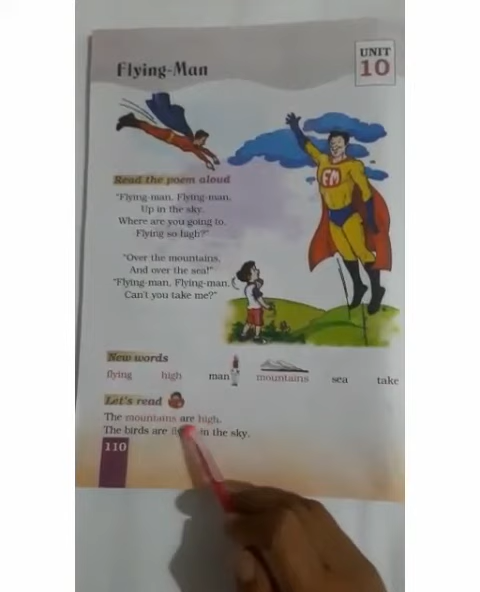 Flying-Man
UNIT
10
Read the poem aloud
"Flying-man, Flying-man,
Up in the sky,
Where are you going to,
Flying so high?"
"Over the mountains,
And over the sea!"
"Flying-man, Flying-man,
Can't you take me?"
FM
New words
flying high man mountains sea take
Let's read
The mountains are high.
The birds are in the sky.
110